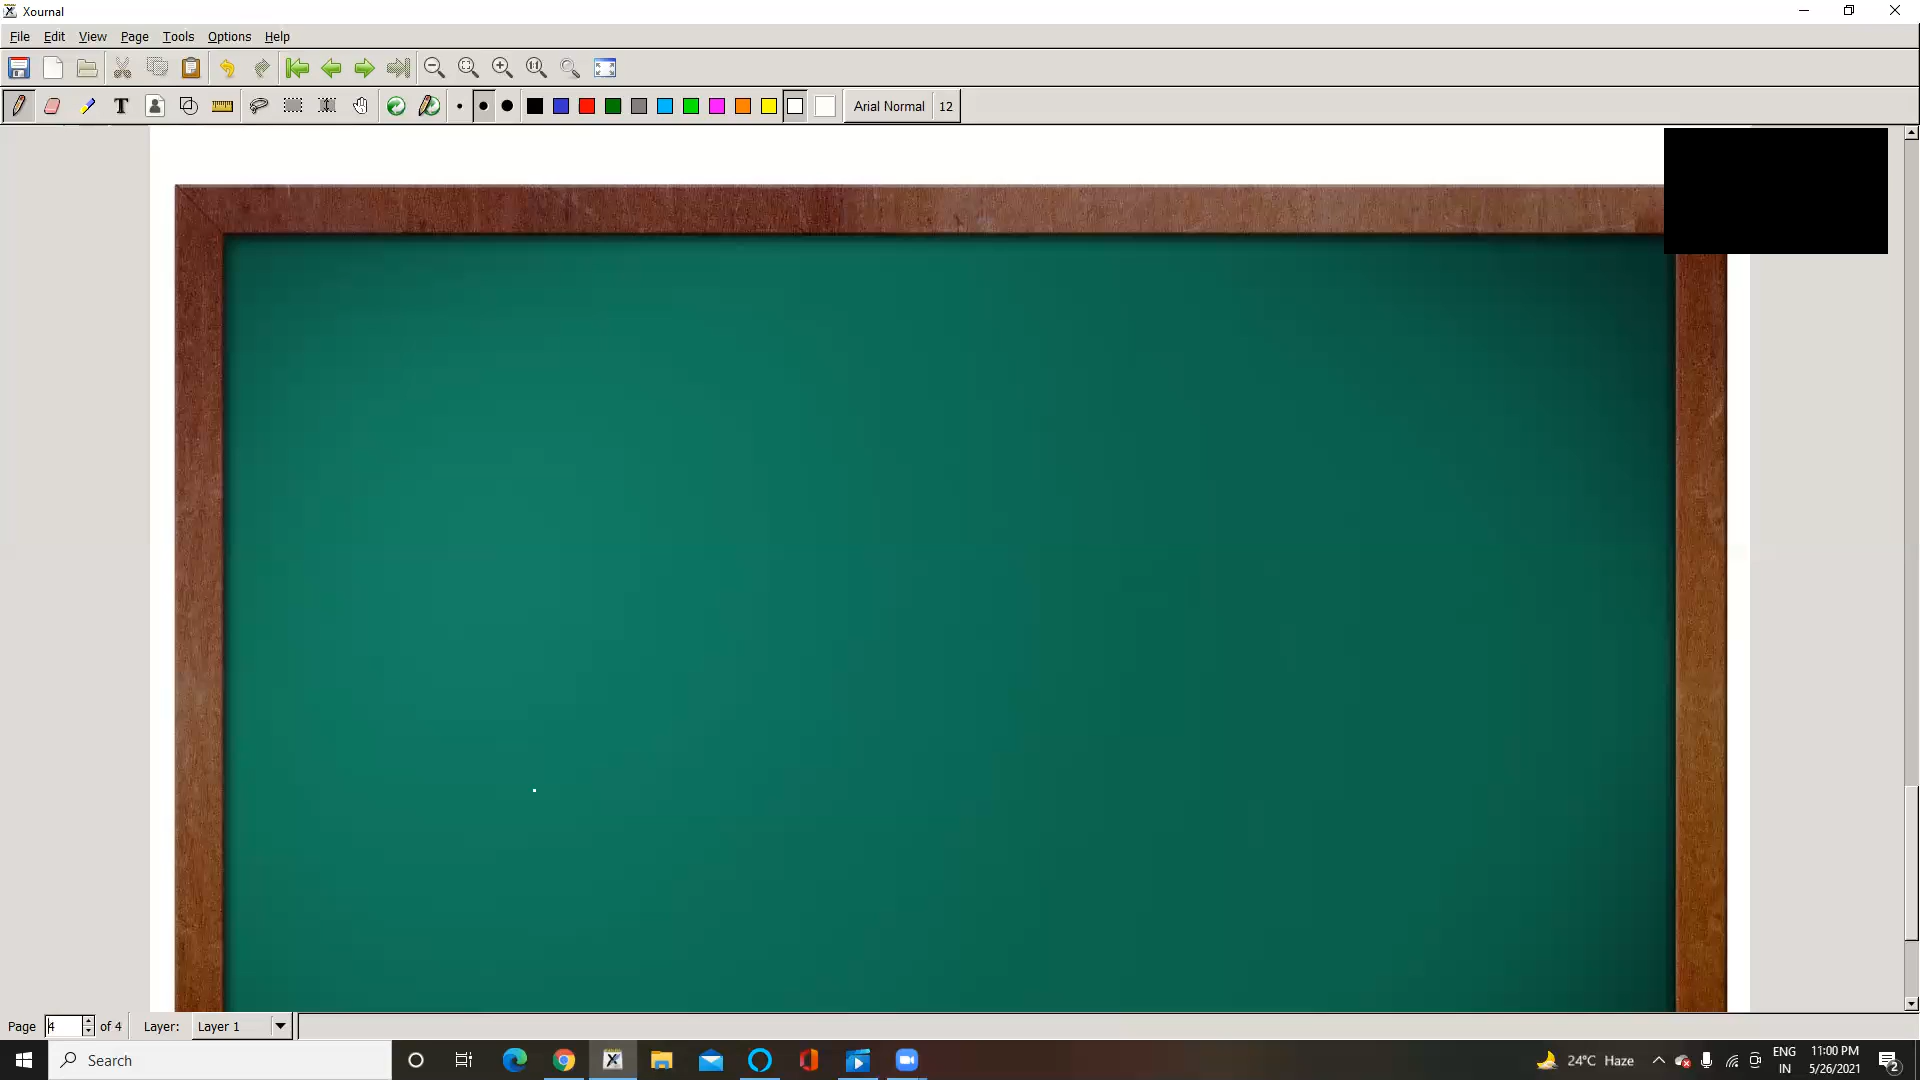 Xournal
File Edit View Page Tools Options Help
T Arial Normal 12
Page 4 of 4 Layer: Layer 1
Search
24°C Haze
ENG
IN
11:00 PM
5/26/2021
2